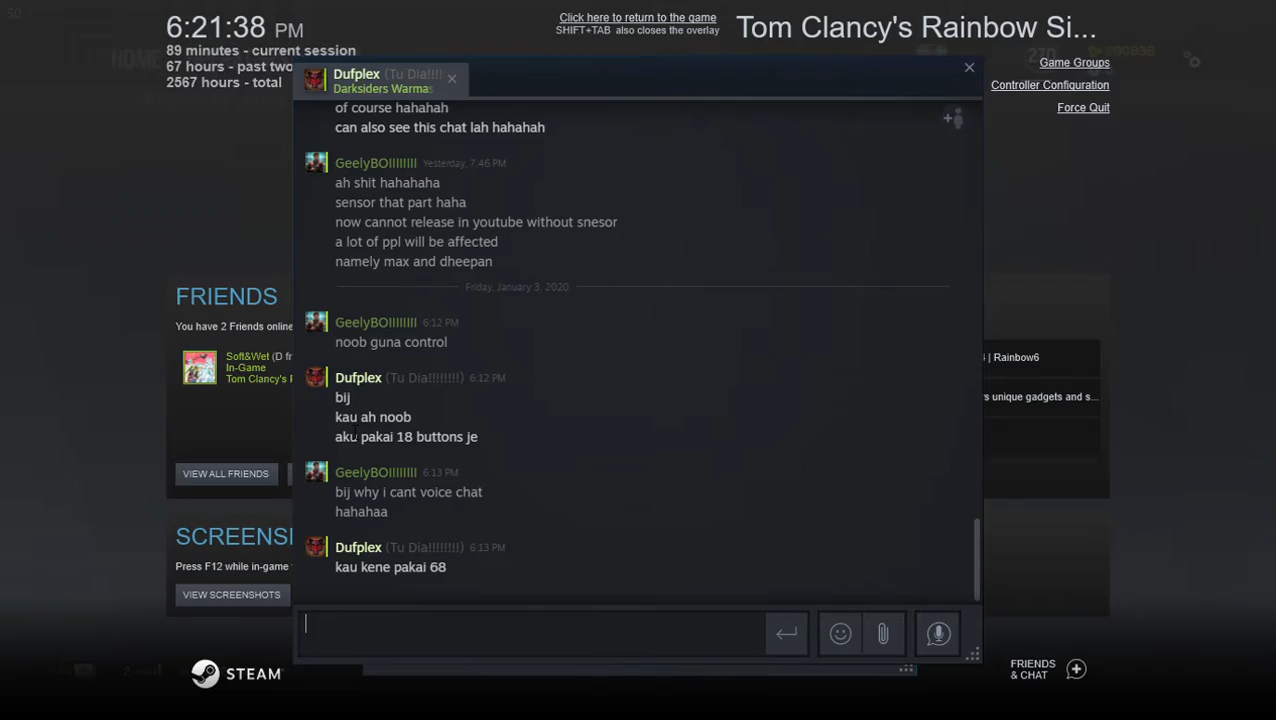 50
6:21:38 PM
89 minutes - current session
67 hours - past two
2567 hours - total
Click here to return to the game
SHIFT+TAB also closes the overlay
Tom Clancy's Rainbow Si...
Game Groups
Controller Configuration
Force Quit
Dufplex (Tu Dia!!!!
Darksiders Warmas
of course hahahah
can also see this chat lah hahahah
GeelyBOIIIIIIII Yesterday, 7:46 PM
ah shit hahahaha
sensor that part haha
now cannot release in youtube without snesor
a lot of ppl will be affected
namely max and dheepan
Friday, January 3, 2020
GeelyBOIIIIIIII 6:12 PM
noob guna control
Dufplex (Tu Dia!!!!!!!!) 6:12 PM
bij
kau ah noob
aku pakai 18 buttons je
GeelyBOIIIIIIII 6:13 PM
bij why i cant voice chat
hahahaa
Dufplex (Tu Dia!!!!!!!!) 6:13 PM
kau kene pakai 68
FRIENDS
You have 2 Friends online
Soft&Wet (D fr
In-Game
Tom Clancy's
VIEW ALL FRIENDS
4 | Rainbow6
rs unique gadgets and s...
SCREENSH
Press F12 while in-game
VIEW SCREENSHOTS
STEAM
FRIENDS
& CHAT